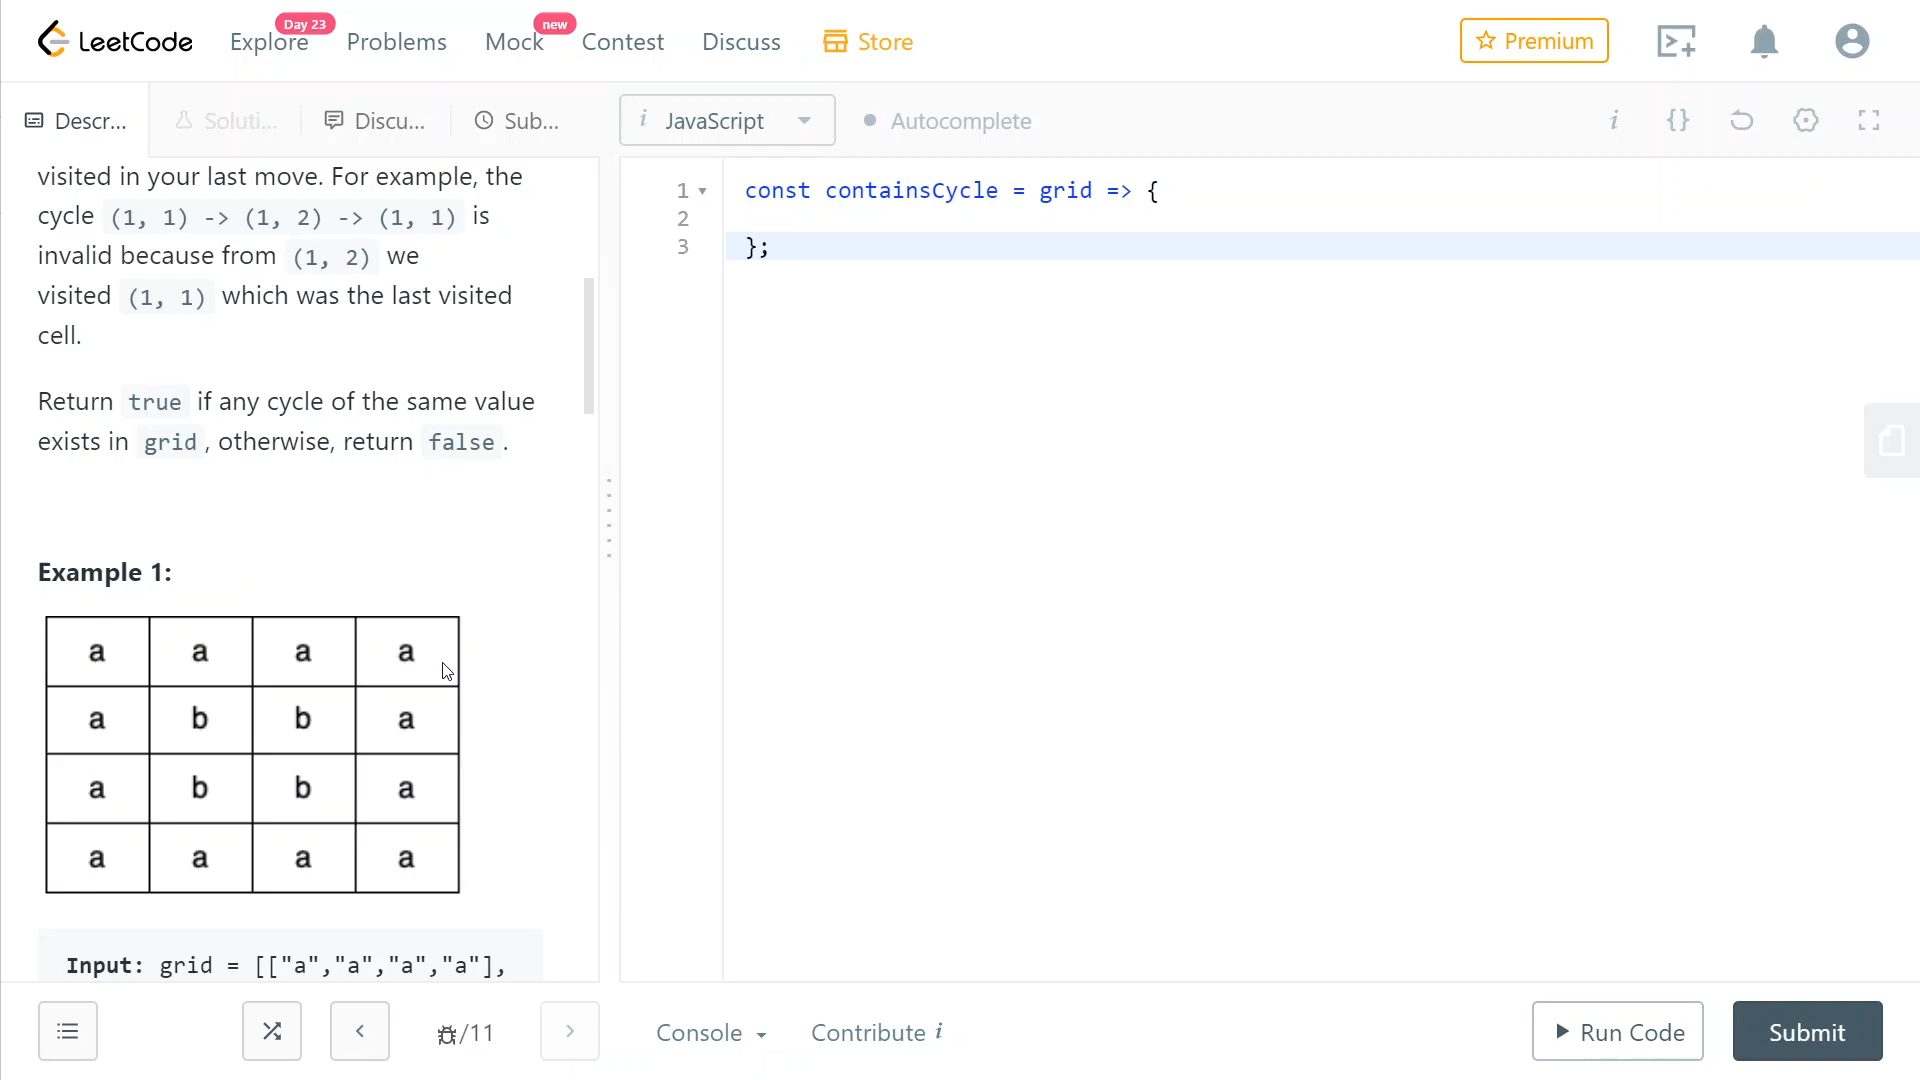 LeetCode
Explore Day 23
Problems
Mock new
Contest
Discuss
Store
Premium
Descr...
Soluti...
Discu...
Sub...
i JavaScript
Autocomplete
i {}
visited in your last move. For example, the
cycle (1, 1) -> (1, 2) -> (1, 1) is
invalid because from (1, 2) we
visited (1, 1) which was the last visited
cell.
Return true if any cycle of the same value
exists in grid, otherwise, return false.
Example 1:
a a a a
a b b a
a b b a
a a a a
Input: grid = [["a","a","a","a"],
1 const containsCycle = grid => {
2
3 };
/11
Console
Contribute i
Run Code
Submit